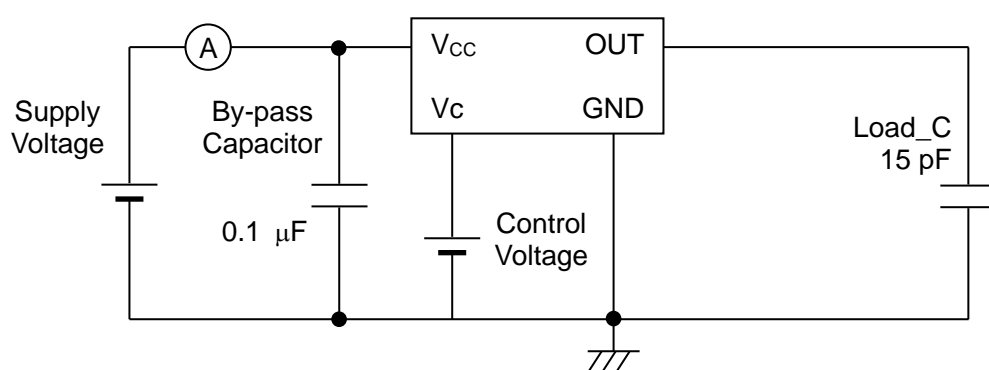 A
VCC
OUT
Vc
GND
Supply
Voltage
By-pass
Capacitor
0.1 μF
Control
Voltage
Load_C
15 pF